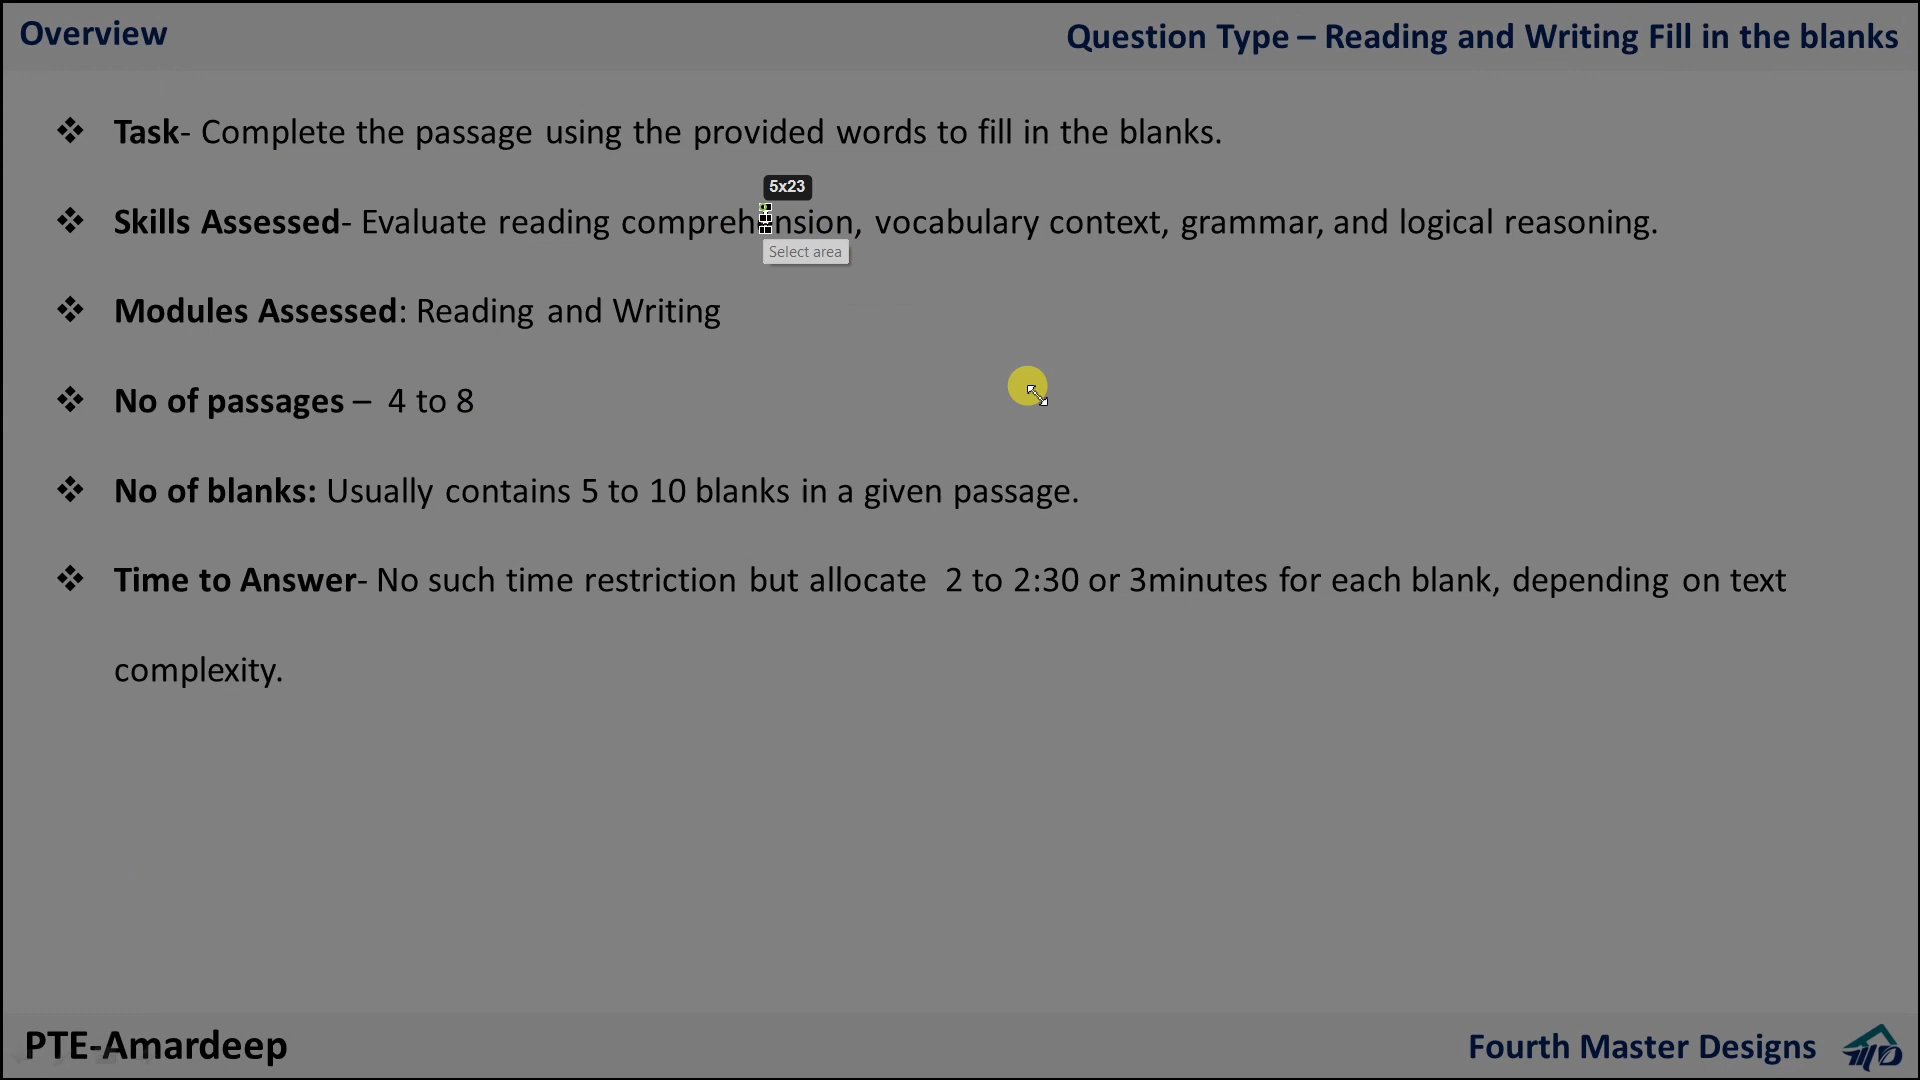 Overview
Question Type – Reading and Writing Fill in the blanks
❖ Task- Complete the passage using the provided words to fill in the blanks.
5x23
❖ Skills Assessed- Evaluate reading comprehension, vocabulary context, grammar, and logical reasoning.
Select area
❖ Modules Assessed: Reading and Writing
❖ No of passages – 4 to 8
❖ No of blanks: Usually contains 5 to 10 blanks in a given passage.
❖ Time to Answer- No such time restriction but allocate 2 to 2:30 or 3minutes for each blank, depending on text
complexity.
PTE-Amardeep
Fourth Master Designs